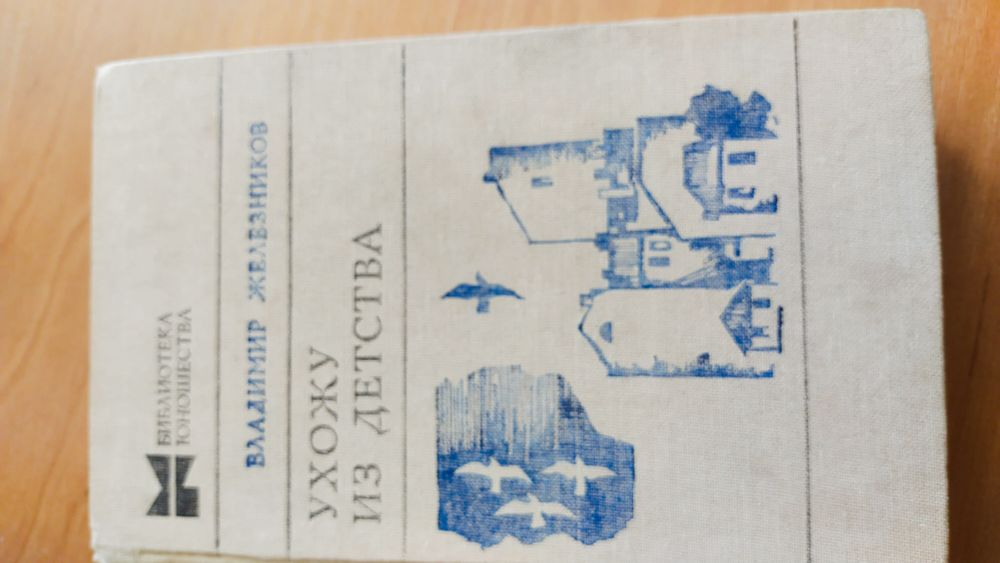 БИБЛИОТЕКА
ЮНОШЕСТВА
ВЛАДИМИР ЖЕЛЕЗНИКОВ
УХОЖУ
ИЗ ДЕТСТВА